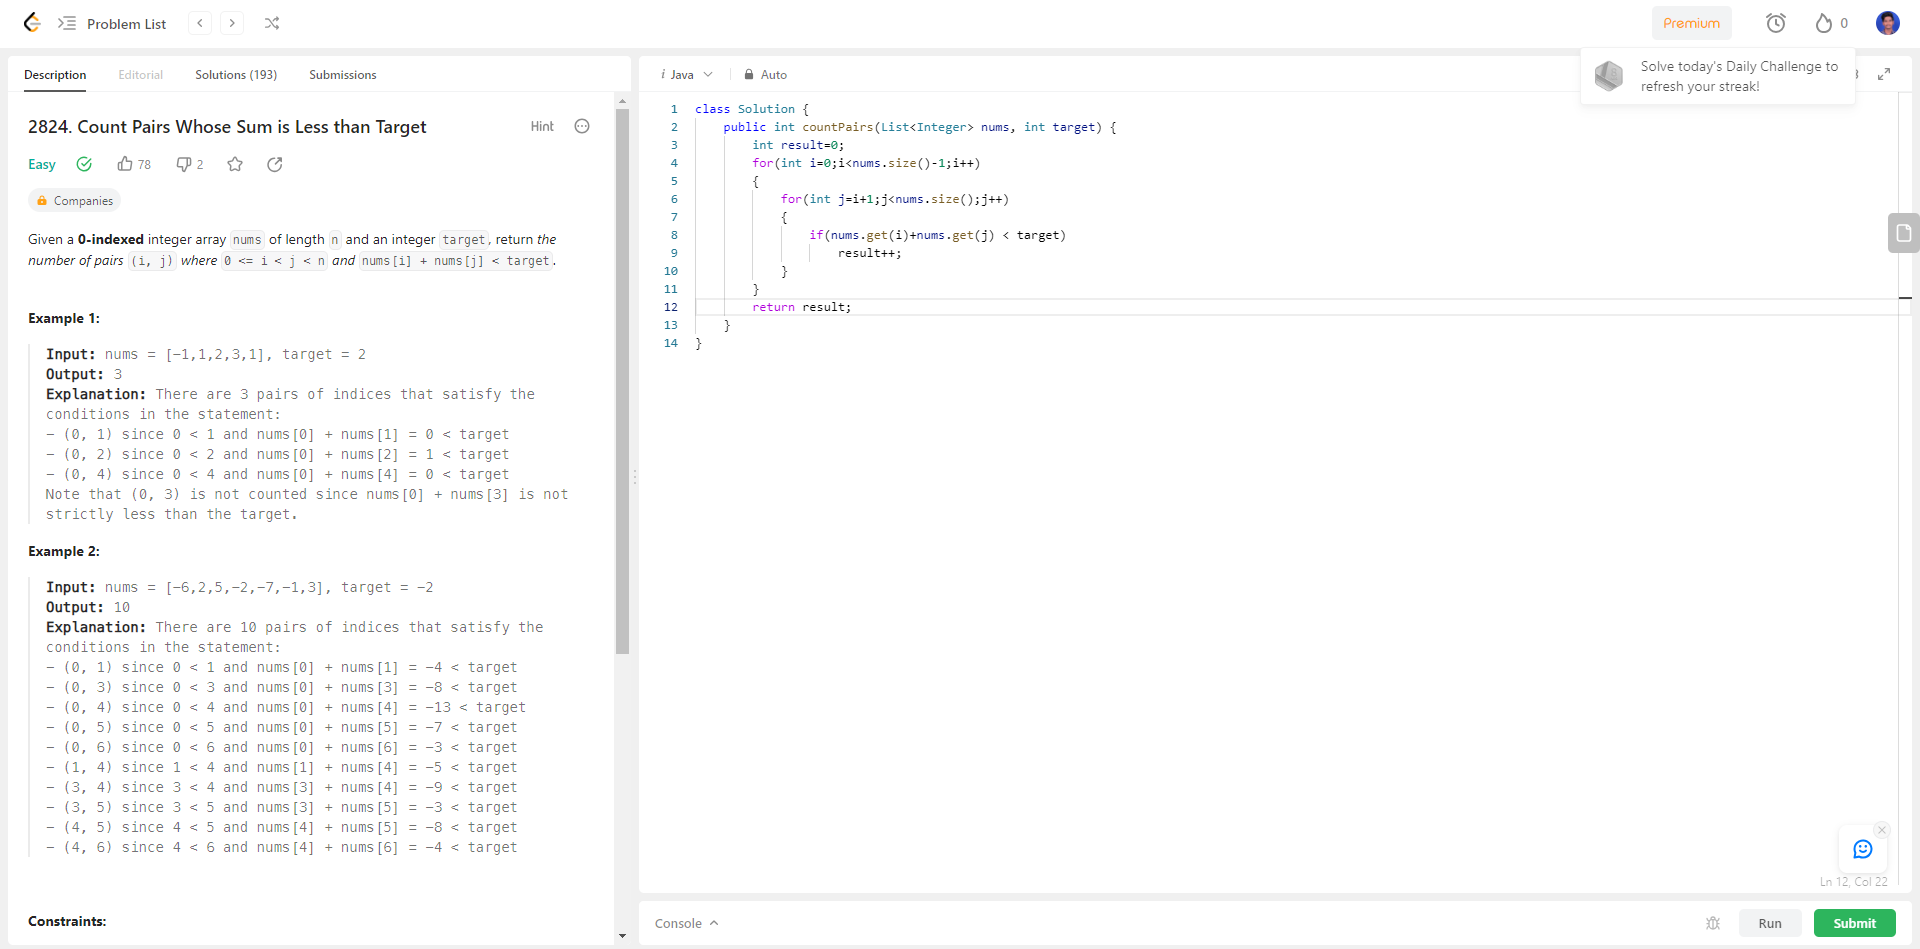 Problem List
Premium
0
Solve today's Daily Challenge to
refresh your streak!
Description Editorial Solutions (193) Submissions
2824. Count Pairs Whose Sum is Less than Target
Hint
Easy 78 2
Companies
Given a 0-indexed integer array nums of length n and an integer target, return the
number of pairs (i, j) where 0 <= i < j < n and nums[i] + nums[j] < target.
Example 1:
Input: nums = [-1,1,2,3,1], target = 2
Output: 3
Explanation: There are 3 pairs of indices that satisfy the
conditions in the statement:
- (0, 1) since 0 < 1 and nums[0] + nums[1] = 0 < target
- (0, 2) since 0 < 2 and nums[0] + nums[2] = 1 < target
- (0, 4) since 0 < 4 and nums[0] + nums[4] = 0 < target
Note that (0, 3) is not counted since nums[0] + nums[3] is not
strictly less than the target.
Example 2:
Input: nums = [-6,2,5,-2,-7,-1,3], target = -2
Output: 10
Explanation: There are 10 pairs of indices that satisfy the
conditions in the statement:
- (0, 1) since 0 < 1 and nums[0] + nums[1] = -4 < target
- (0, 3) since 0 < 3 and nums[0] + nums[3] = -8 < target
- (0, 4) since 0 < 4 and nums[0] + nums[4] = -13 < target
- (0, 5) since 0 < 5 and nums[0] + nums[5] = -7 < target
- (0, 6) since 0 < 6 and nums[0] + nums[6] = -3 < target
- (1, 4) since 1 < 4 and nums[1] + nums[4] = -5 < target
- (3, 4) since 3 < 4 and nums[3] + nums[4] = -9 < target
- (3, 5) since 3 < 5 and nums[3] + nums[5] = -3 < target
- (4, 5) since 4 < 5 and nums[4] + nums[5] = -8 < target
- (4, 6) since 4 < 6 and nums[4] + nums[6] = -4 < target
Constraints:
i Java Auto
1 class Solution {
2 public int countPairs(List<Integer> nums, int target) {
3 int result=0;
4 for(int i=0;i<nums.size()-1;i++)
5 {
6 for(int j=i+1;j<nums.size();j++)
7 {
8 if(nums.get(i)+nums.get(j) < target)
9 result++;
10 }
11 }
12 return result;
13 }
14 }
Ln 12, Col 22
Console
Run
Submit